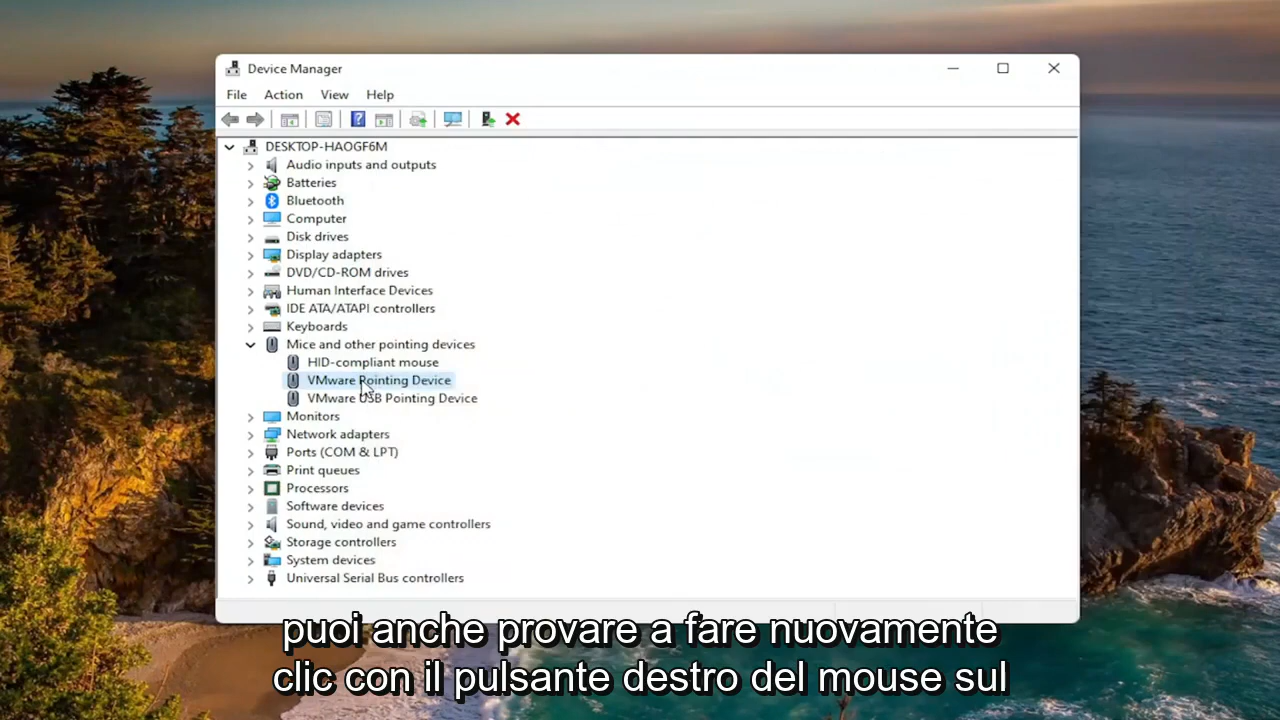 Device Manager
File Action View Help
DESKTOP-HAOGF6M
Audio inputs and outputs
Batteries
Bluetooth
Computer
Disk drives
Display adapters
DVD/CD-ROM drives
Human Interface Devices
IDE ATA/ATAPI controllers
Keyboards
Mice and other pointing devices
HID-compliant mouse
VMware Pointing Device
VMware USB Pointing Device
Monitors
Network adapters
Ports (COM & LPT)
Print queues
Processors
Software devices
Sound, video and game controllers
Storage controllers
System devices
Universal Serial Bus controllers
puoi anche provare a fare nuovamente
clic con il pulsante destro del mouse sul